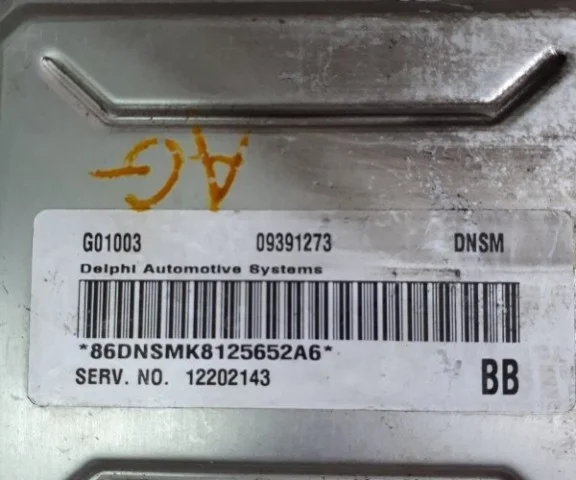 AG
G01003 09391273 DNSM
Delphi Automotive Systems
*86DNSMK8125652A6*
SERV. NO. 12202143 BB